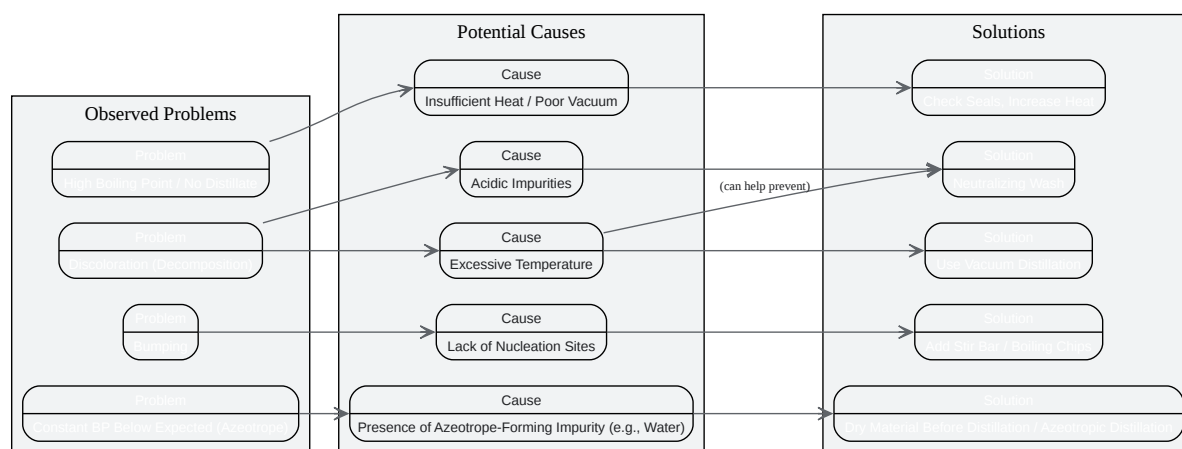 Observed Problems
Problem
High Boiling Point / No Distillate
Problem
Discoloration (Decomposition)
Problem
Bumping
Problem
Constant BP Below Expected (Azeotrope)
Potential Causes
Cause
Insufficient Heat / Poor Vacuum
Cause
Acidic Impurities
Cause
Excessive Temperature
Cause
Lack of Nucleation Sites
Cause
Presence of Azeotrope-Forming Impurity (e.g., Water)
(can help prevent)
Solutions
Solution
Check Seals, Increase Heat
Solution
Neutralizing Wash
Solution
Use Vacuum Distillation
Solution
Add Stir Bar / Boiling Chips
Solution
Dry Material Before Distillation / Azeotropic Distillation